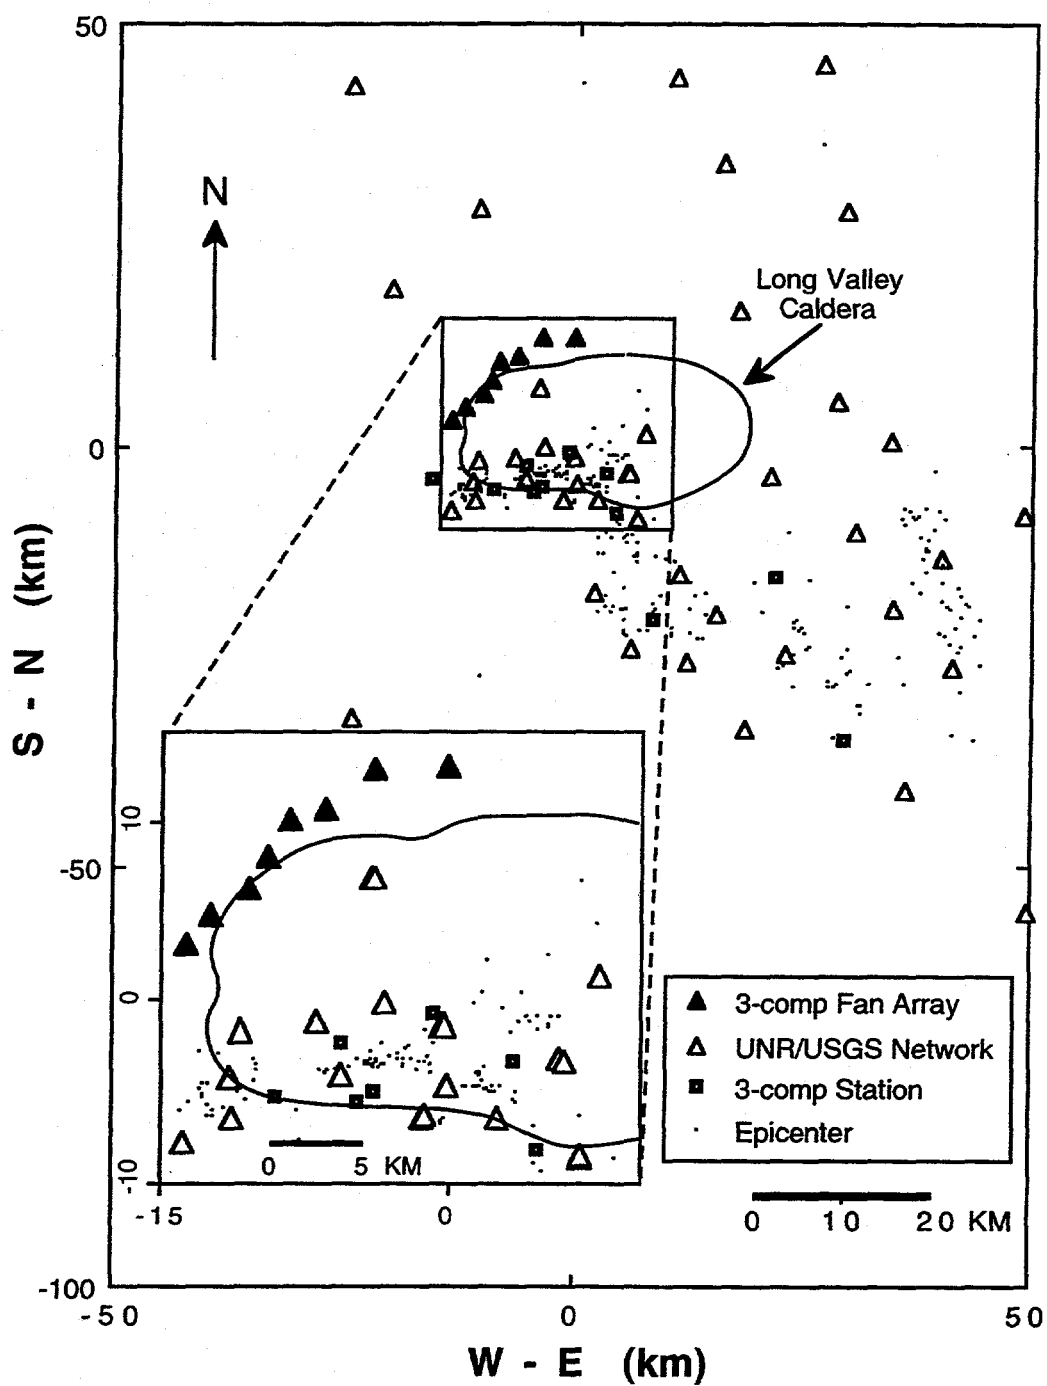 50
N
Long Valley
Caldera
0
S - N (km)
10
-50
0
3-comp Fan Array
UNR/USGS Network
3-comp Station
Epicenter
0 5 KM
-10
-15 0
0 10 20 KM
-100
-50 0 50
W - E (km)